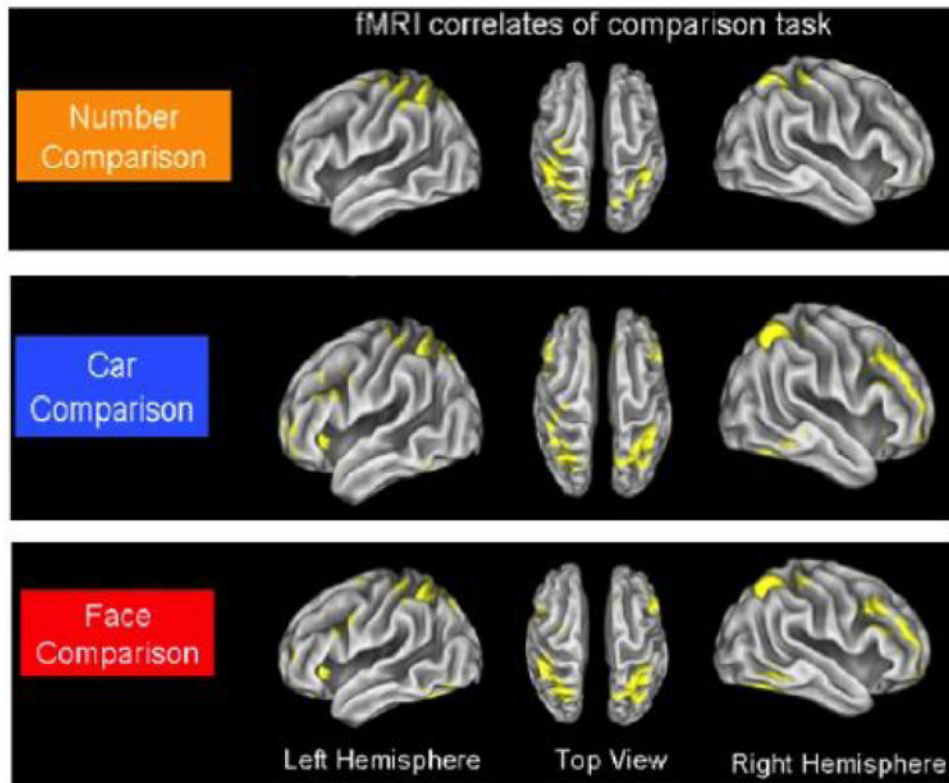 fMRI correlates of comparison task
Number
Comparison
Car
Comparison
Face
Comparison
Left Hemisphere
Top View
Right Hemisphere